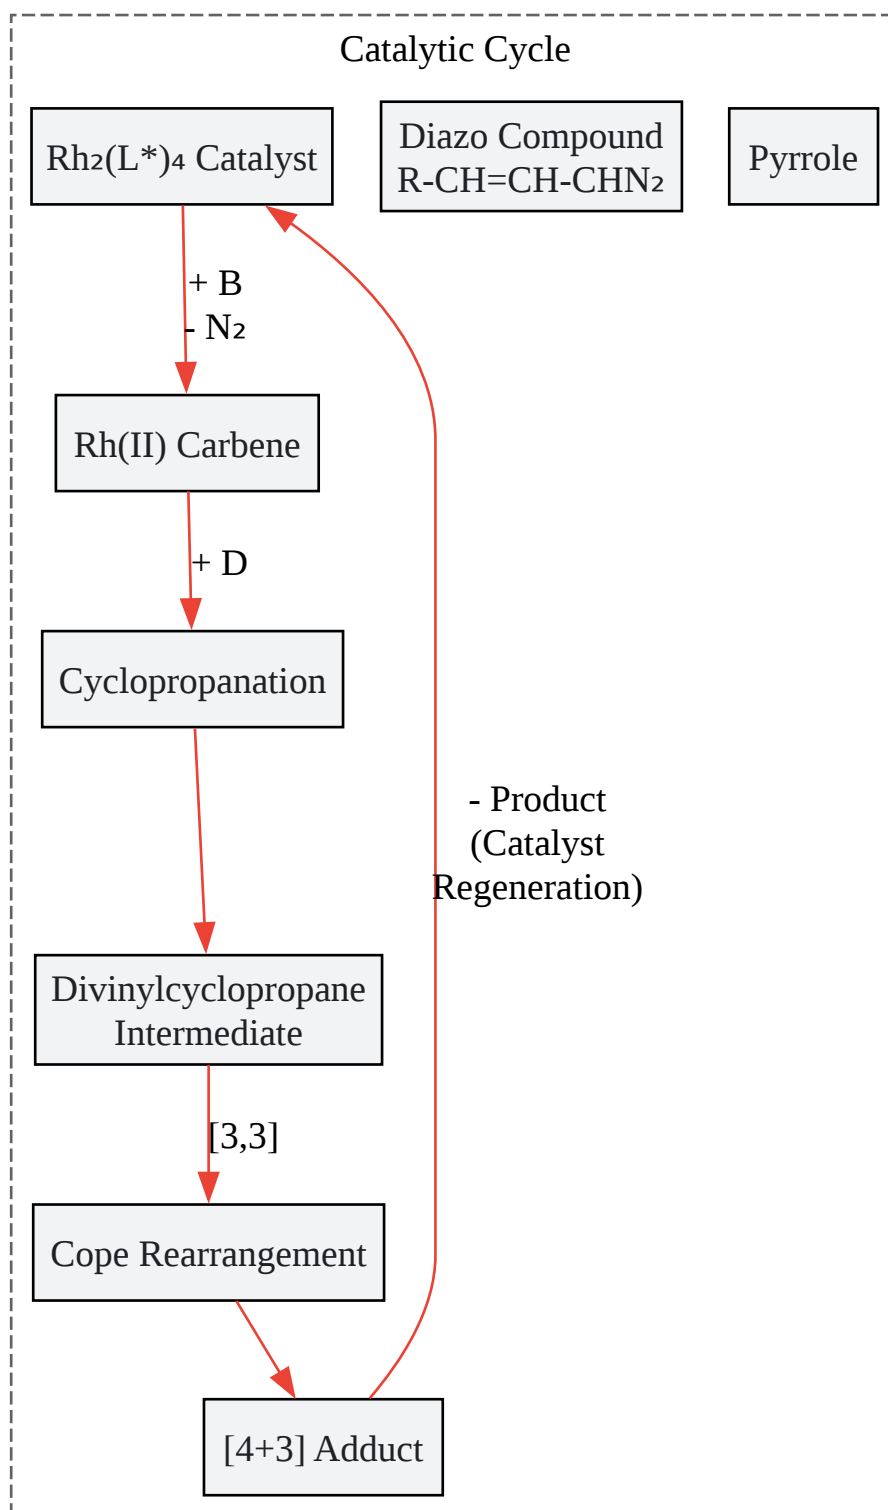 Catalytic Cycle
Rh₂(L*)₄ Catalyst
Diazo Compound
R-CH=CH-CHN₂
Pyrrole
+ B
- N₂
Rh(II) Carbene
+ D
Cyclopropanation
- Product
(Catalyst
Regeneration)
Divinylcyclopropane
Intermediate
[3,3]
Cope Rearrangement
[4+3] Adduct